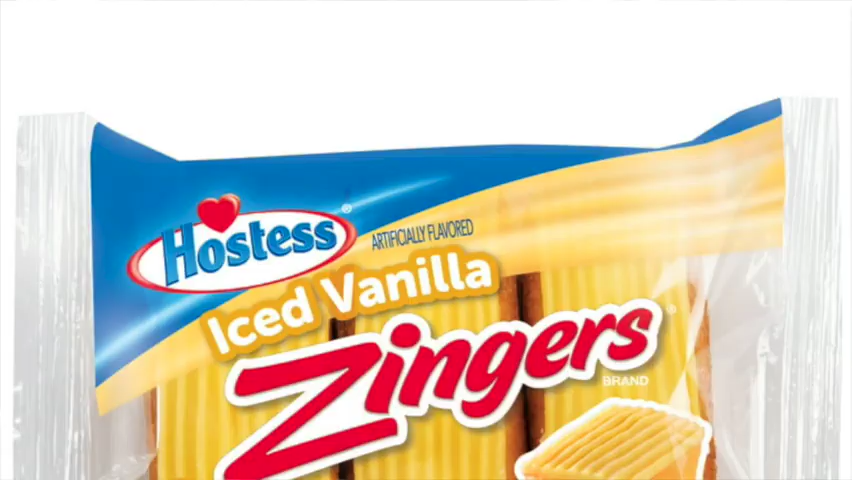 Hostess®
ARTIFICIALLY FLAVORED
Iced Vanilla
Zingers®
BRAND